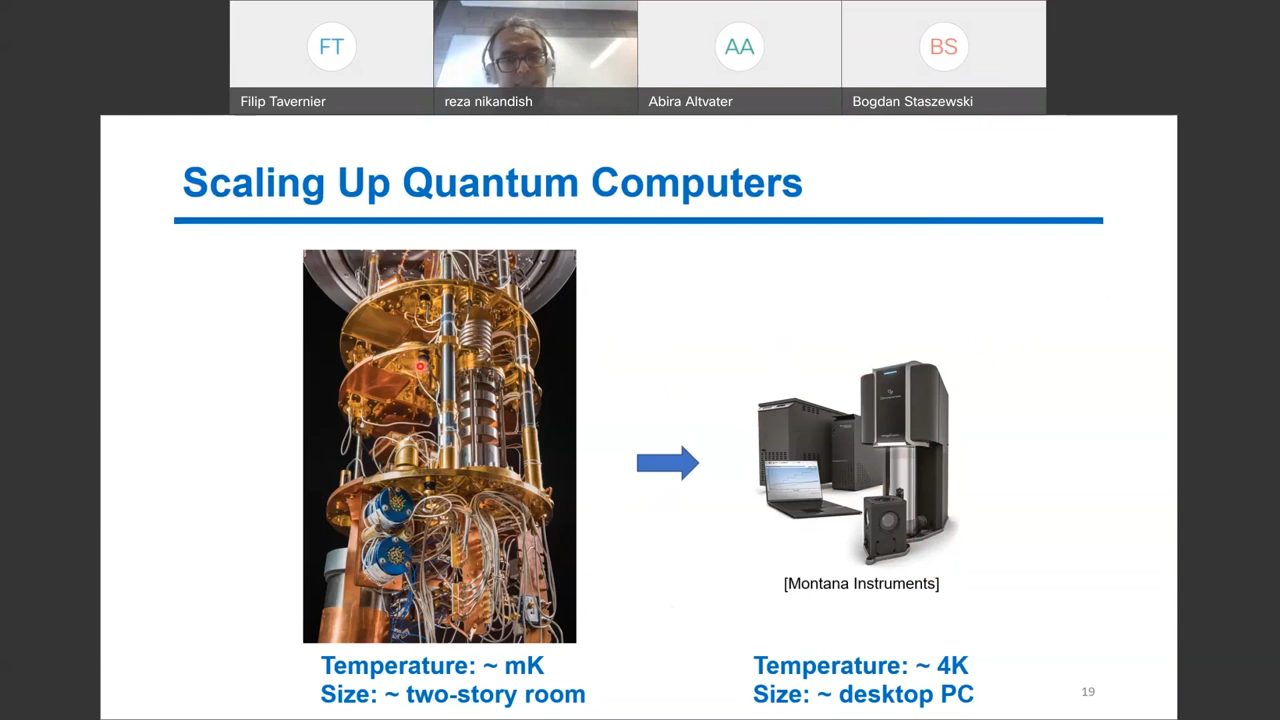 FT
AA
BS
Filip Tavernier
reza nikandish
Abira Altvater
Bogdan Staszewski
Scaling Up Quantum Computers
[Montana Instruments]
Temperature: ~ mK
Size: ~ two-story room
Temperature: ~ 4K
Size: ~ desktop PC
19